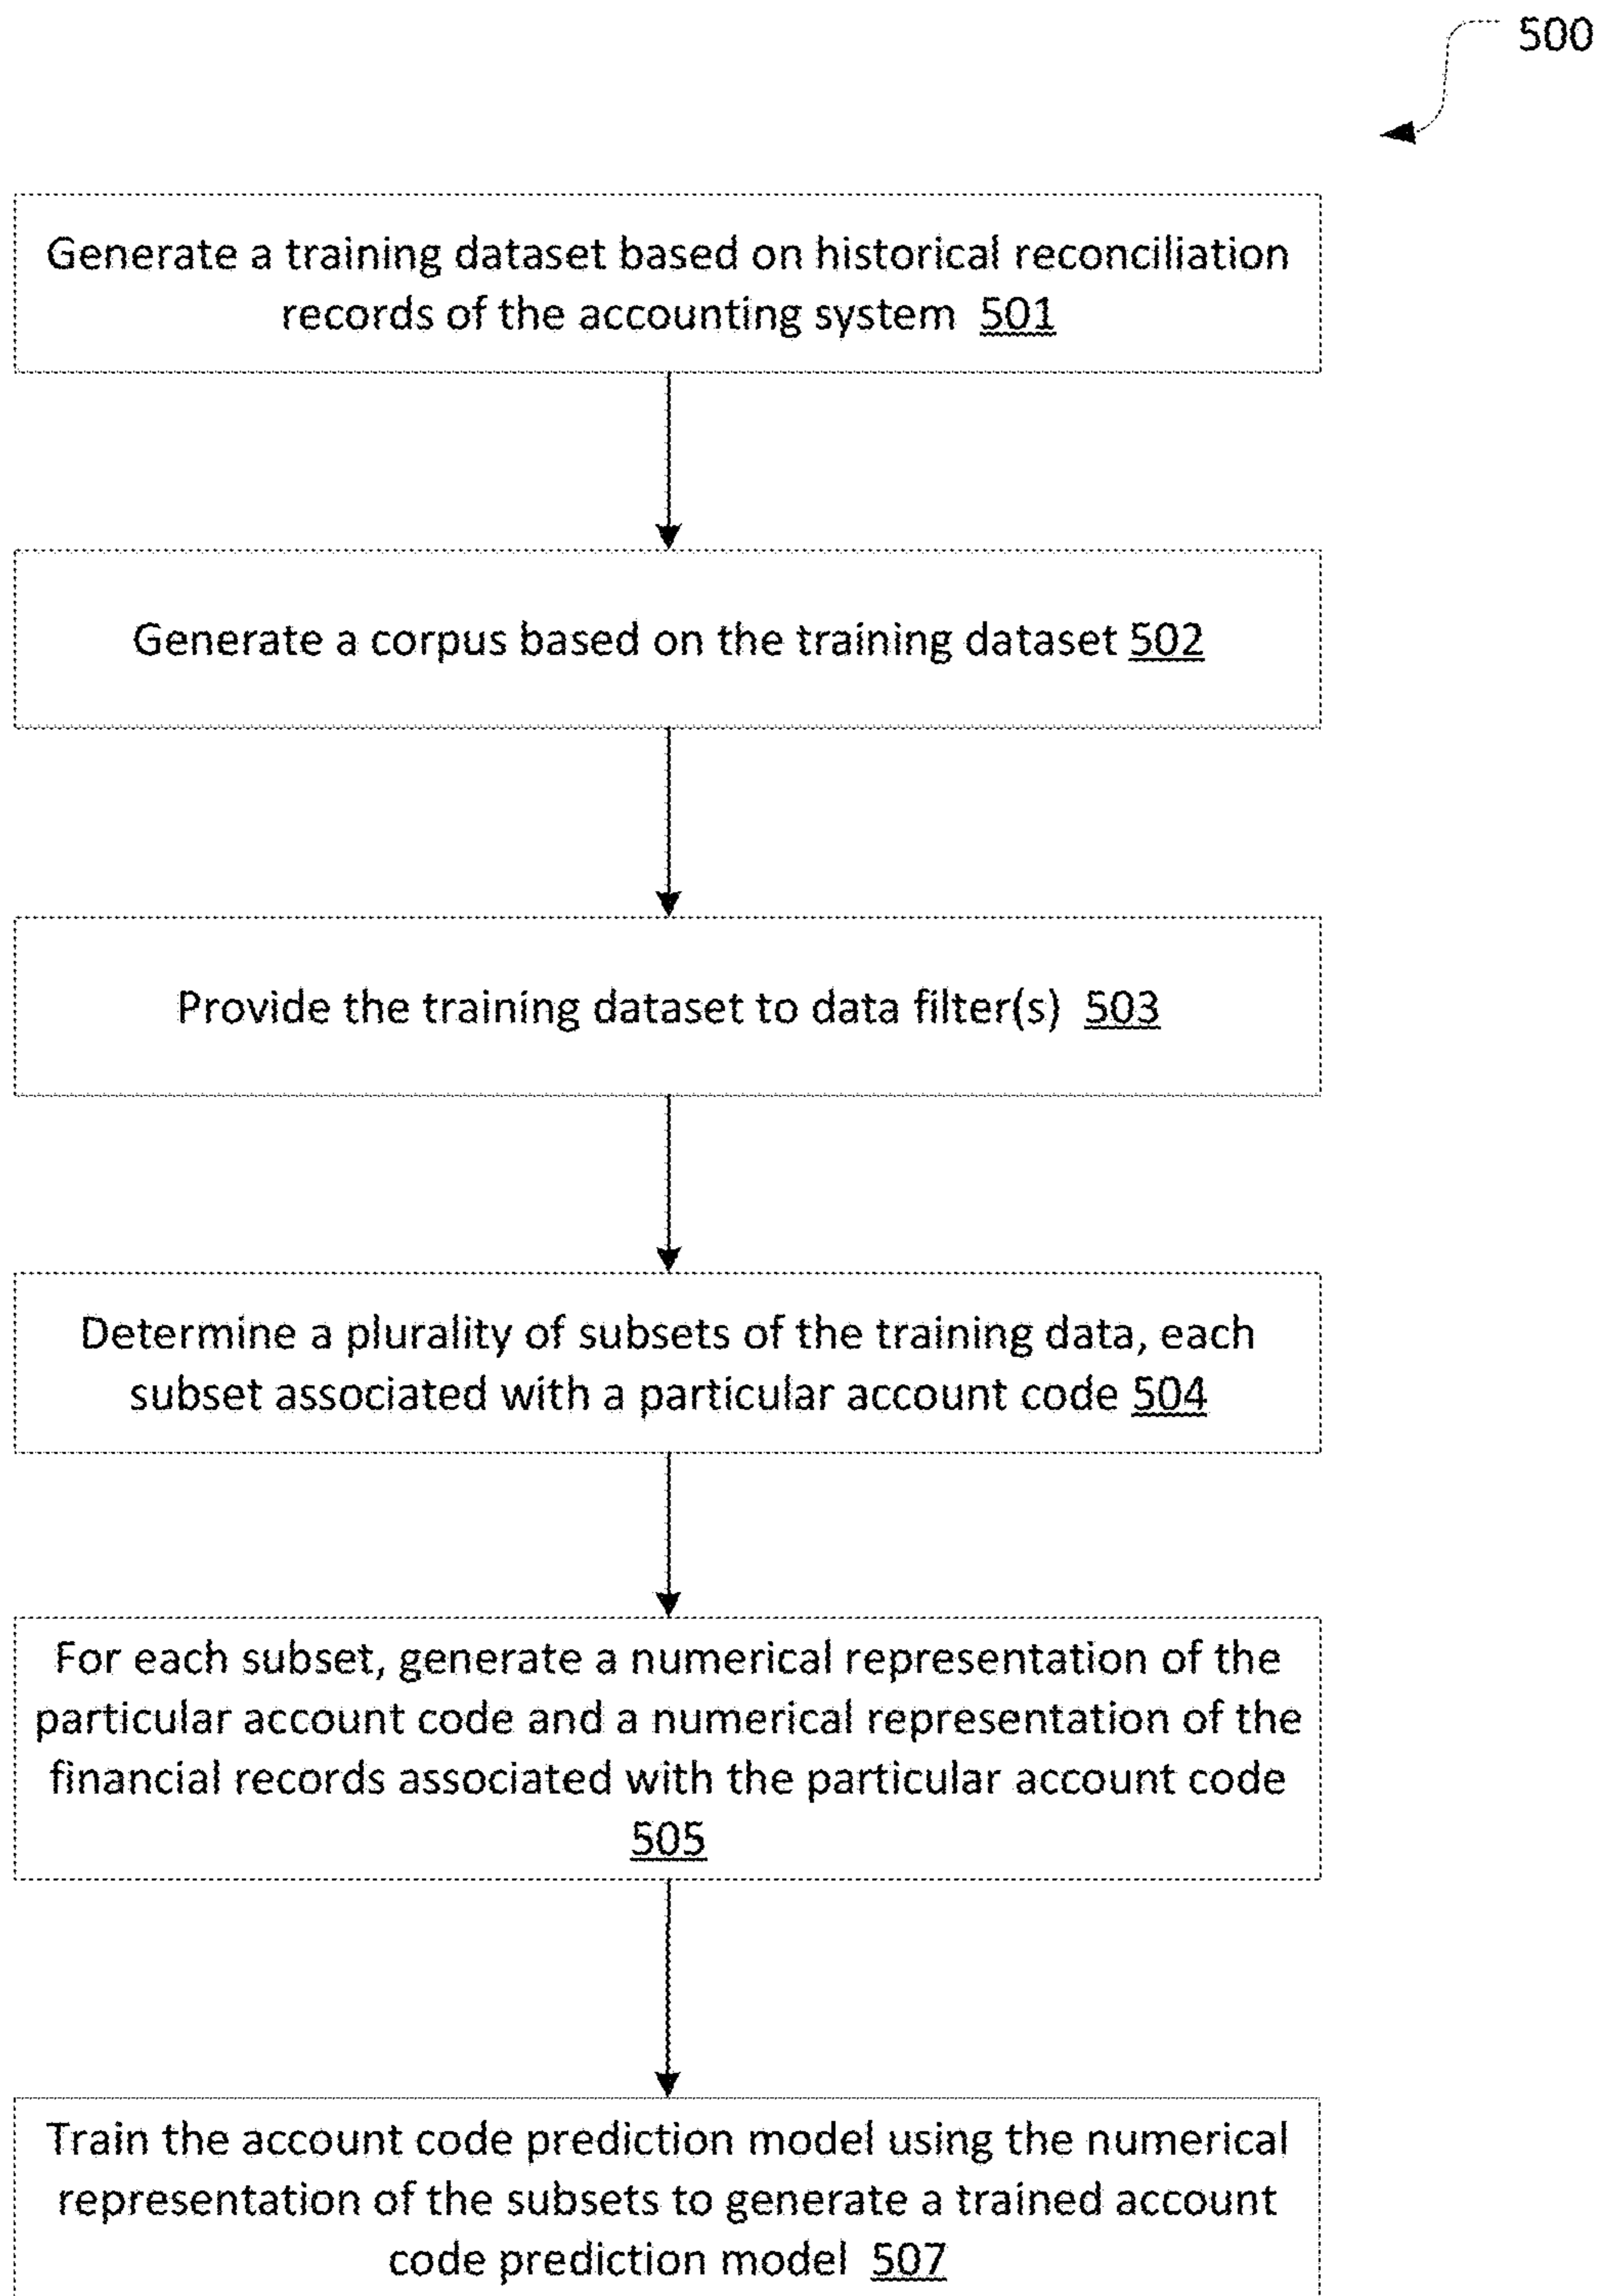 500
Generate a training dataset based on historical reconciliation
records of the accounting system 501
Generate a corpus based on the training dataset 502
Provide the training dataset to data filter(s) 503
Determine a plurality of subsets of the training data, each
subset associated with a particular account code 504
For each subset, generate a numerical representation of the
particular account code and a numerical representation of the
financial records associated with the particular account code
505
Train the account code prediction model using the numerical
representation of the subsets to generate a trained account
code prediction model 507